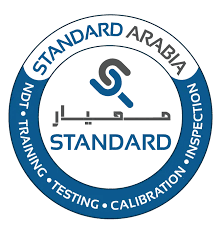 STANDARD ARABIA
معيار
STANDARD
NDT • TRAINING • TESTING • CALIBRATION • INSPECTION